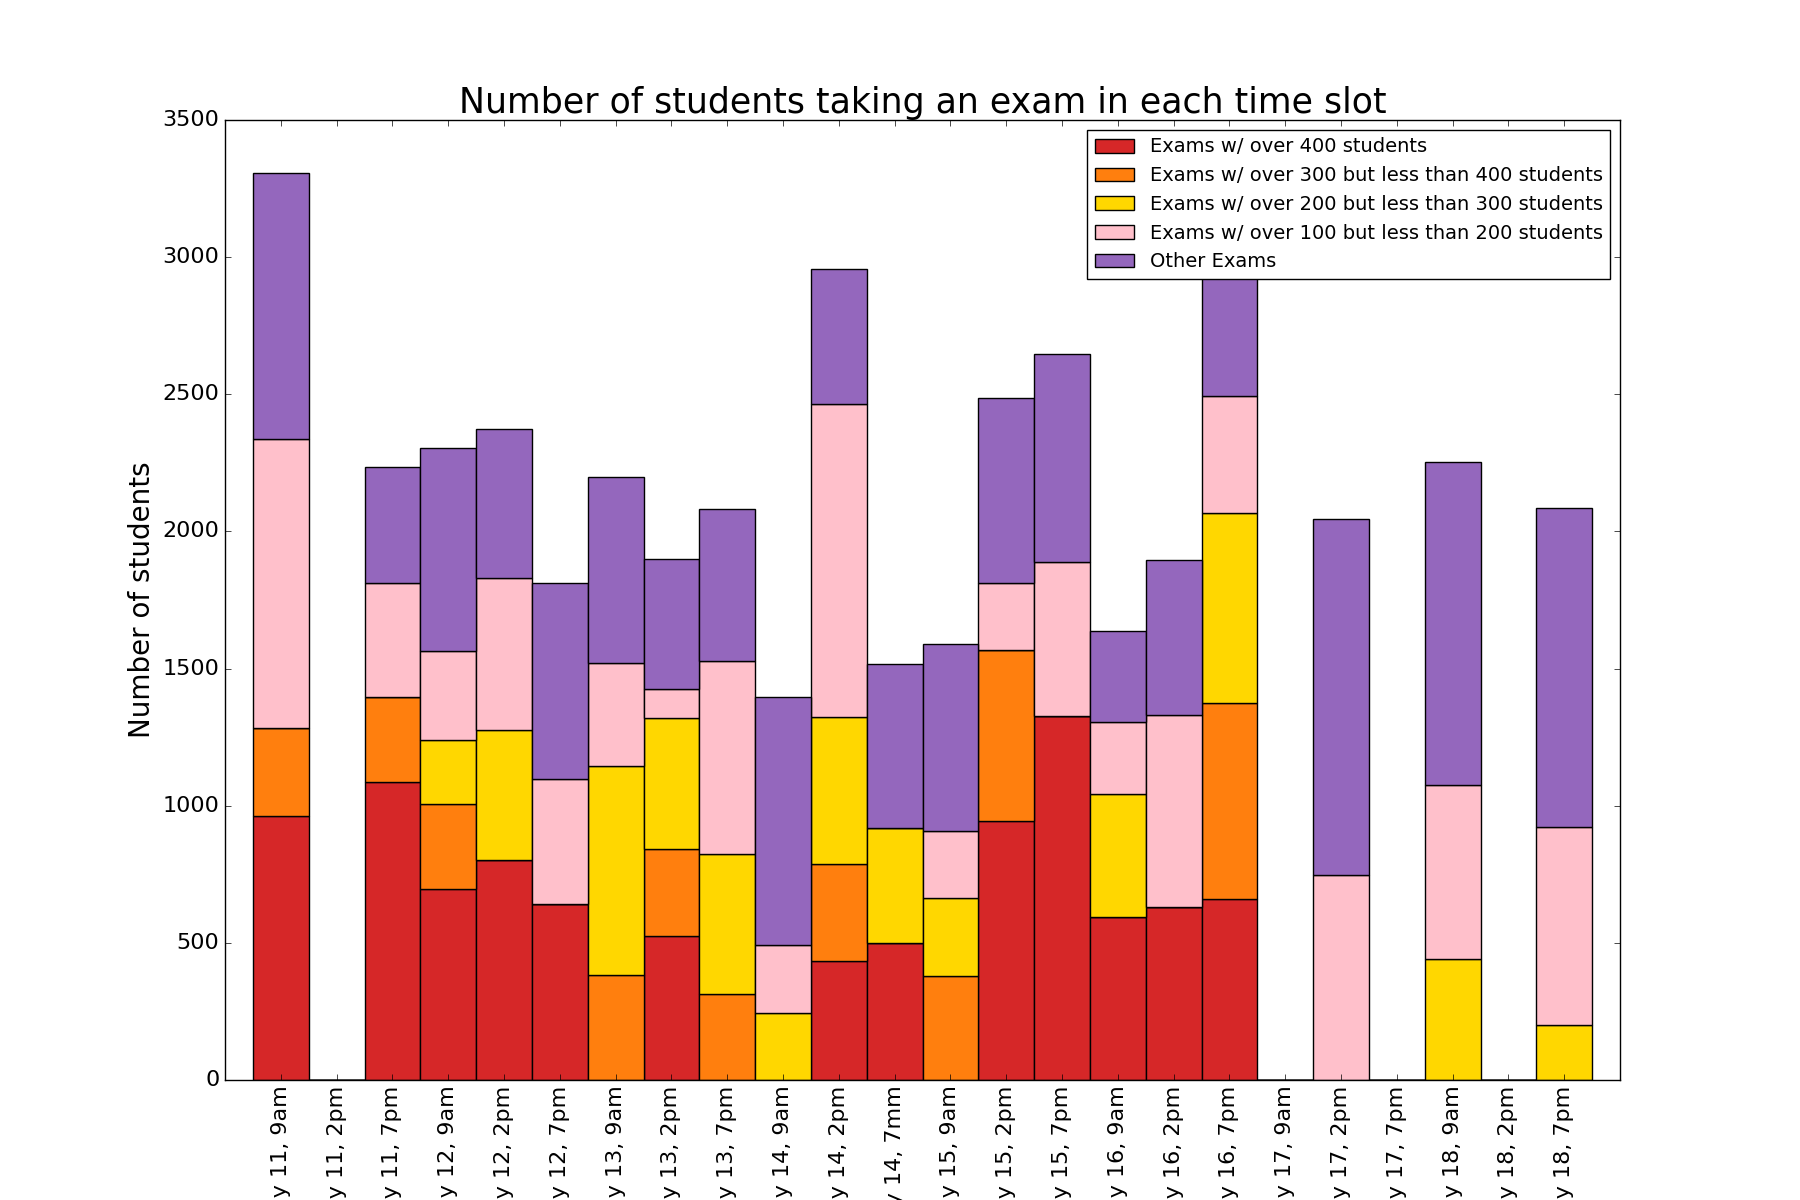 Number of students taking an exam in each time slot
Exams w/ over 400 students
Exams w/ over 300 but less than 400 students
Exams w/ over 200 but less than 300 students
Exams w/ over 100 but less than 200 students
Other Exams
Number of students
3500
3000
2500
2000
1500
1000
500
0
y 11, 9am
y 11, 2pm
y 11, 7pm
y 12, 9am
y 12, 2pm
y 12, 7pm
y 13, 9am
y 13, 2pm
y 13, 7pm
y 14, 9am
y 14, 2pm
y 14, 7mm
y 15, 9am
y 15, 2pm
y 15, 7pm
y 16, 9am
y 16, 2pm
y 16, 7pm
y 17, 9am
y 17, 2pm
y 17, 7pm
y 18, 9am
y 18, 2pm
y 18, 7pm